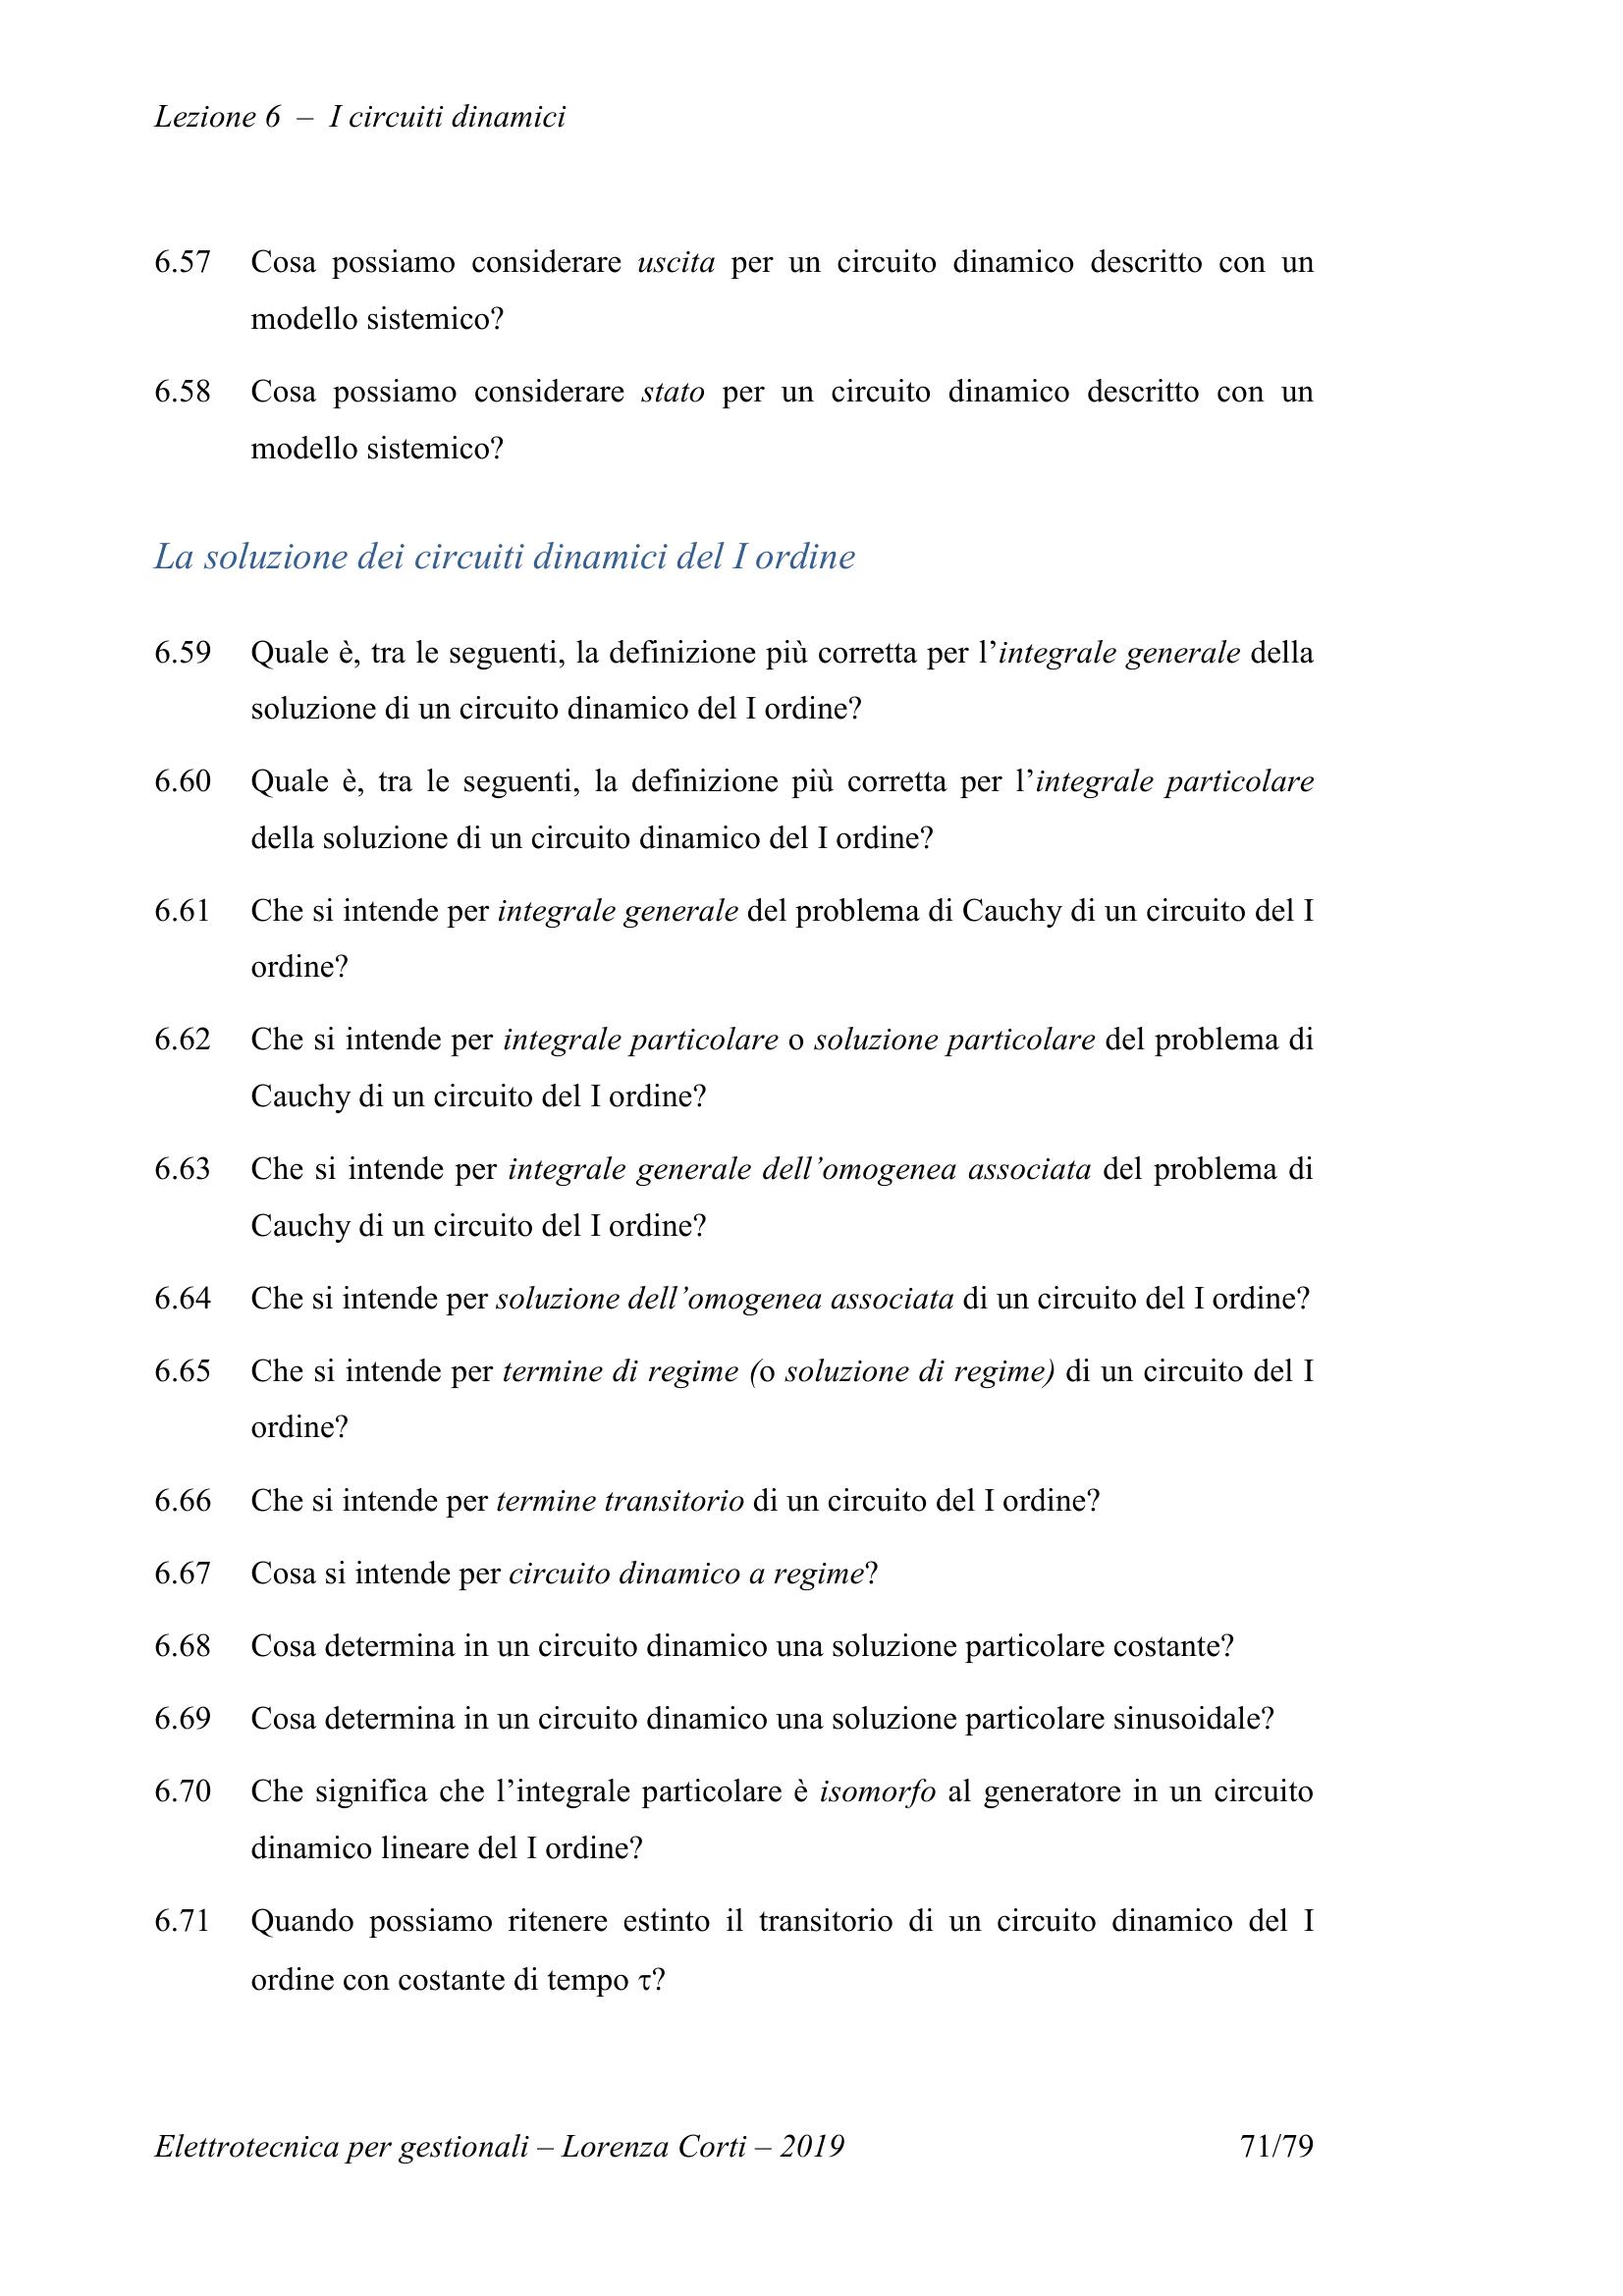 Lezione 6 – I circuiti dinamici
6.57 Cosa possiamo considerare uscita per un circuito dinamico descritto con un
modello sistemico?
6.58 Cosa possiamo considerare stato per un circuito dinamico descritto con un
modello sistemico?
La soluzione dei circuiti dinamici del I ordine
6.59 Quale è, tra le seguenti, la definizione più corretta per l’integrale generale della
soluzione di un circuito dinamico del I ordine?
6.60 Quale è, tra le seguenti, la definizione più corretta per l’integrale particolare
della soluzione di un circuito dinamico del I ordine?
6.61 Che si intende per integrale generale del problema di Cauchy di un circuito del I
ordine?
6.62 Che si intende per integrale particolare o soluzione particolare del problema di
Cauchy di un circuito del I ordine?
6.63 Che si intende per integrale generale dell’omogenea associata del problema di
Cauchy di un circuito del I ordine?
6.64 Che si intende per soluzione dell’omogenea associata di un circuito del I ordine?
6.65 Che si intende per termine di regime (o soluzione di regime) di un circuito del I
ordine?
6.66 Che si intende per termine transitorio di un circuito del I ordine?
6.67 Cosa si intende per circuito dinamico a regime?
6.68 Cosa determina in un circuito dinamico una soluzione particolare costante?
6.69 Cosa determina in un circuito dinamico una soluzione particolare sinusoidale?
6.70 Che significa che l’integrale particolare è isomorfo al generatore in un circuito
dinamico lineare del I ordine?
6.71 Quando possiamo ritenere estinto il transitorio di un circuito dinamico del I
ordine con costante di tempo τ?
Elettrotecnica per gestionali – Lorenza Corti – 2019 71/79